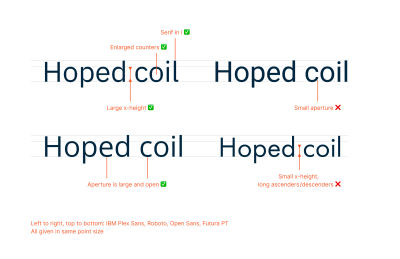 Serif in l ✅
Enlarged counters ✅
Hoped coil Hoped coil
Large x-height ✅ Small aperture ❌
Hoped coil Hoped coil
Aperture is large and open ✅ Small x-height,
long ascenders/descenders ❌
Left to right, top to bottom: IBM Plex Sans, Roboto, Open Sans, Futura PT
All given in same point size